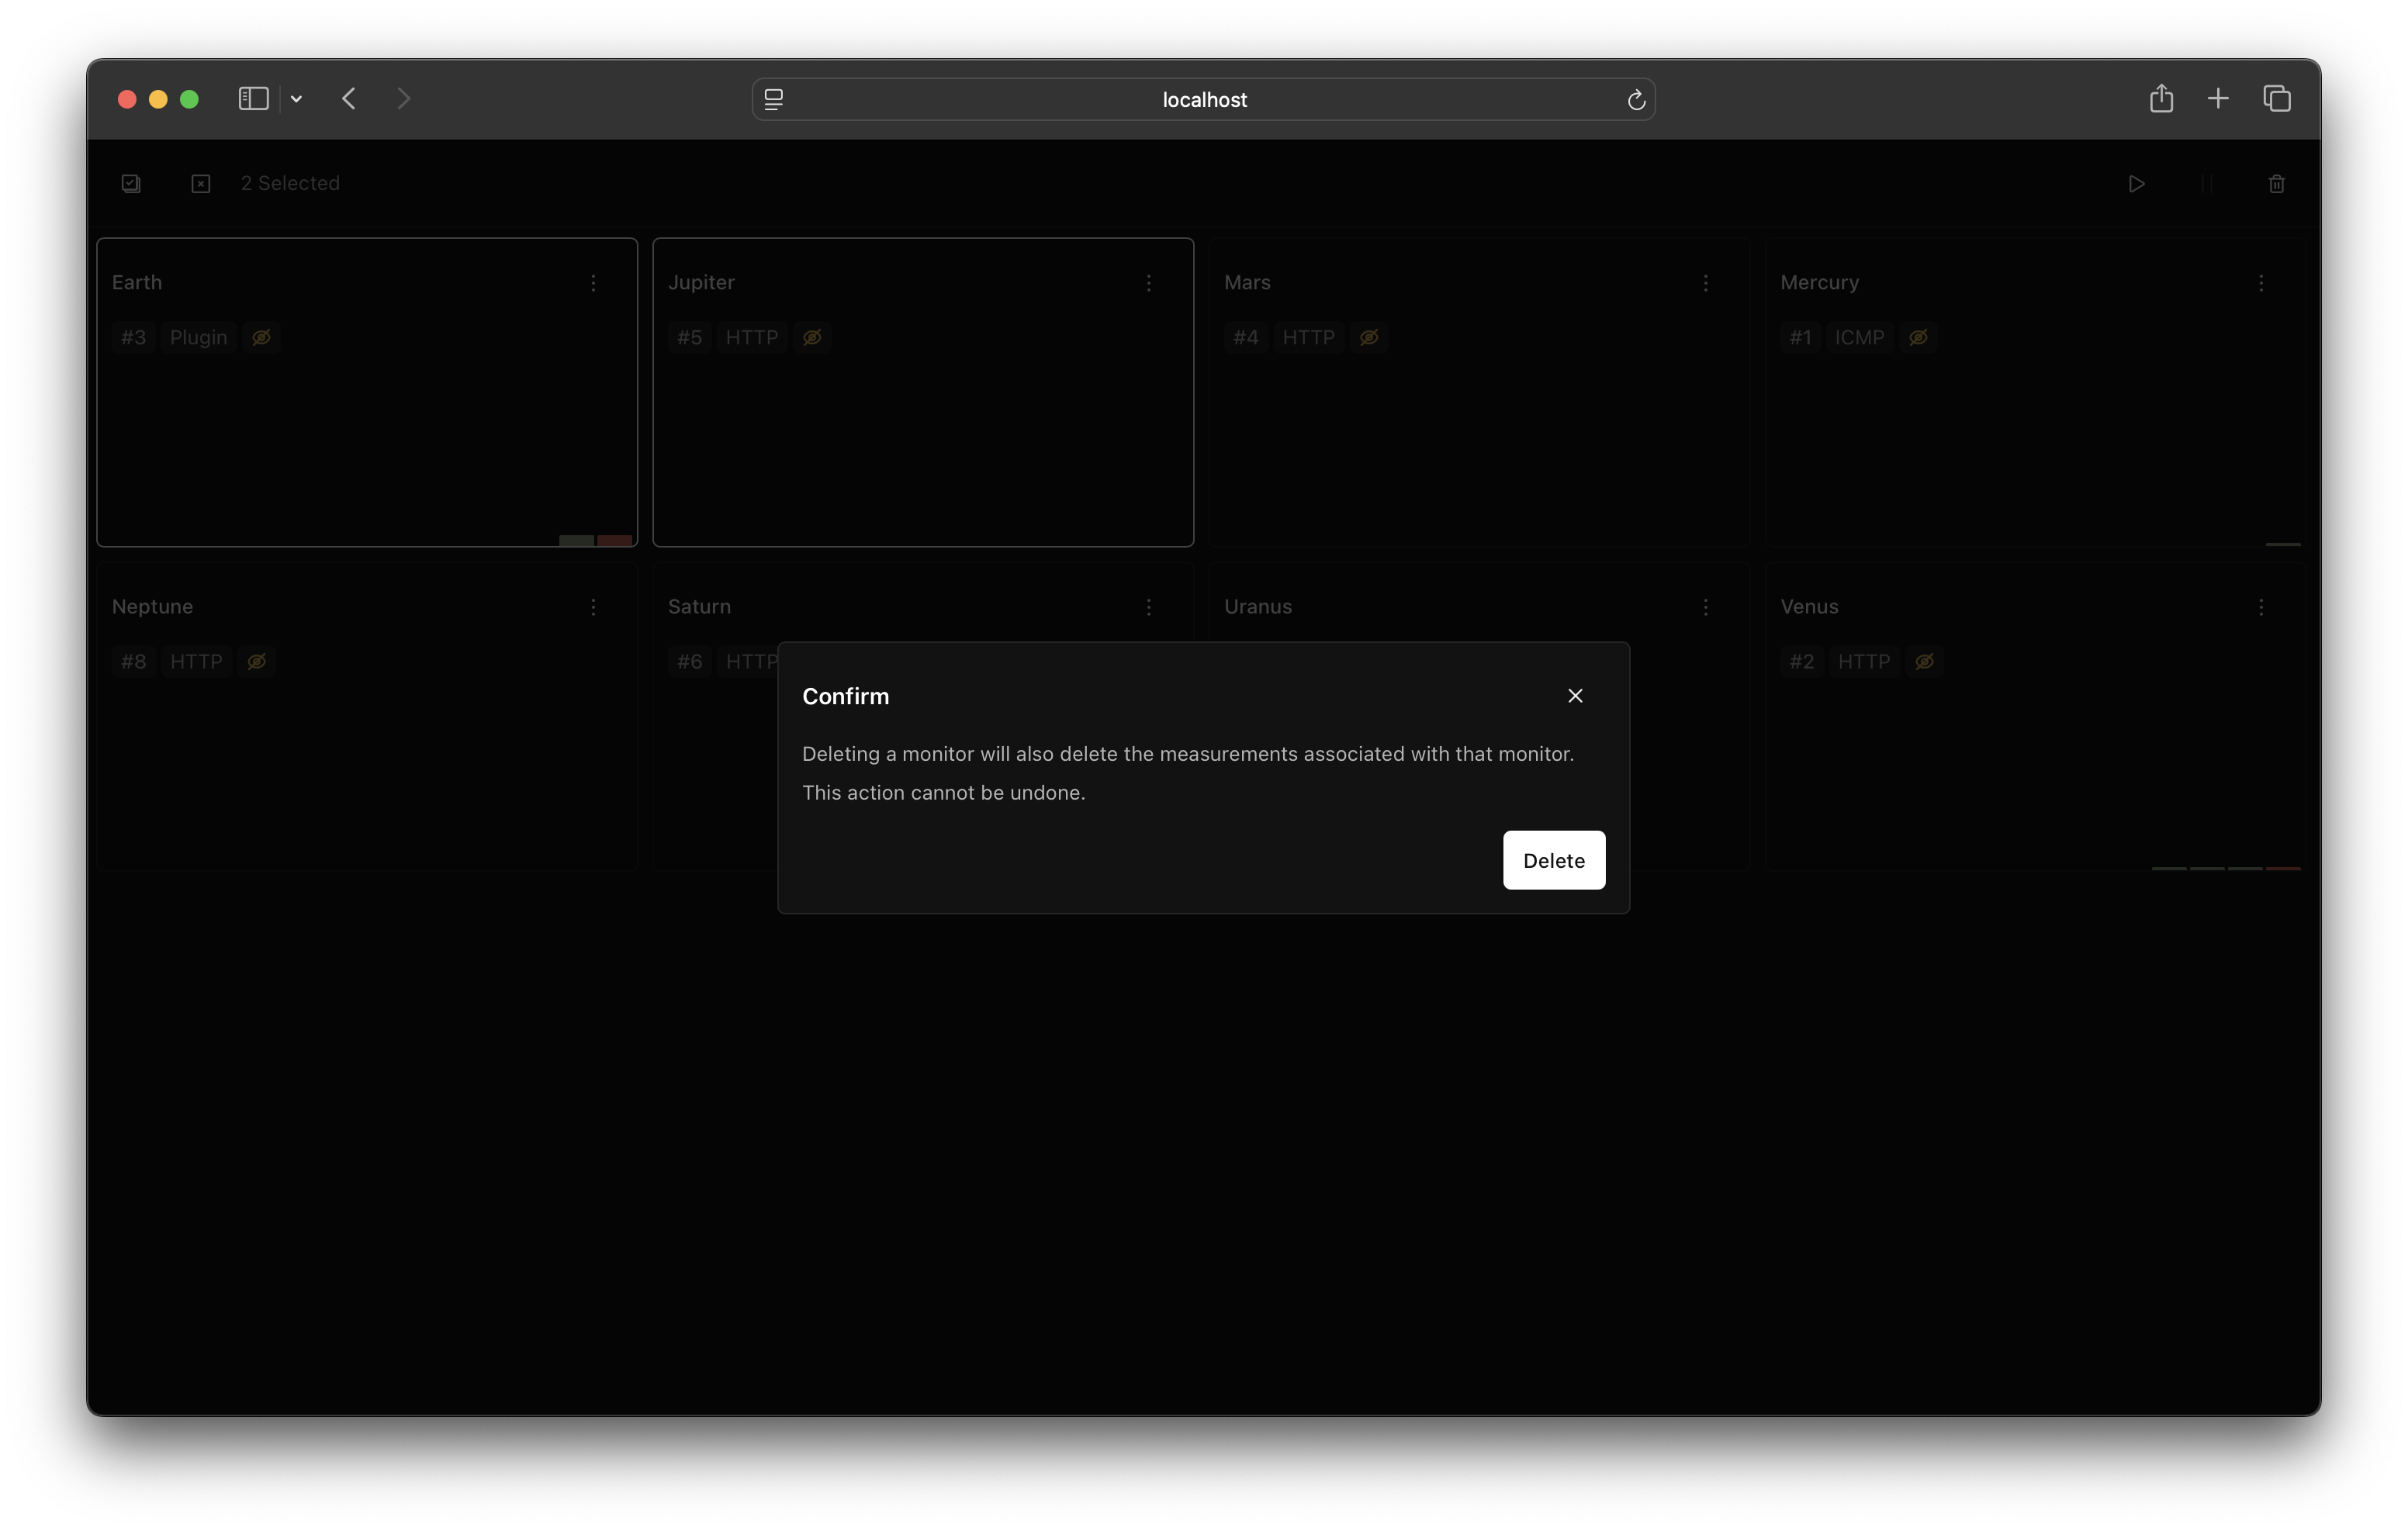 localhost
2 Selected
Earth
#3 Plugin
Jupiter
#5 HTTP
Mars
#4 HTTP
Mercury
#1 ICMP
Neptune
#8 HTTP
Saturn
#6 HTTP
Uranus
Venus
#2 HTTP
Confirm
Deleting a monitor will also delete the measurements associated with that monitor.
This action cannot be undone.
Delete